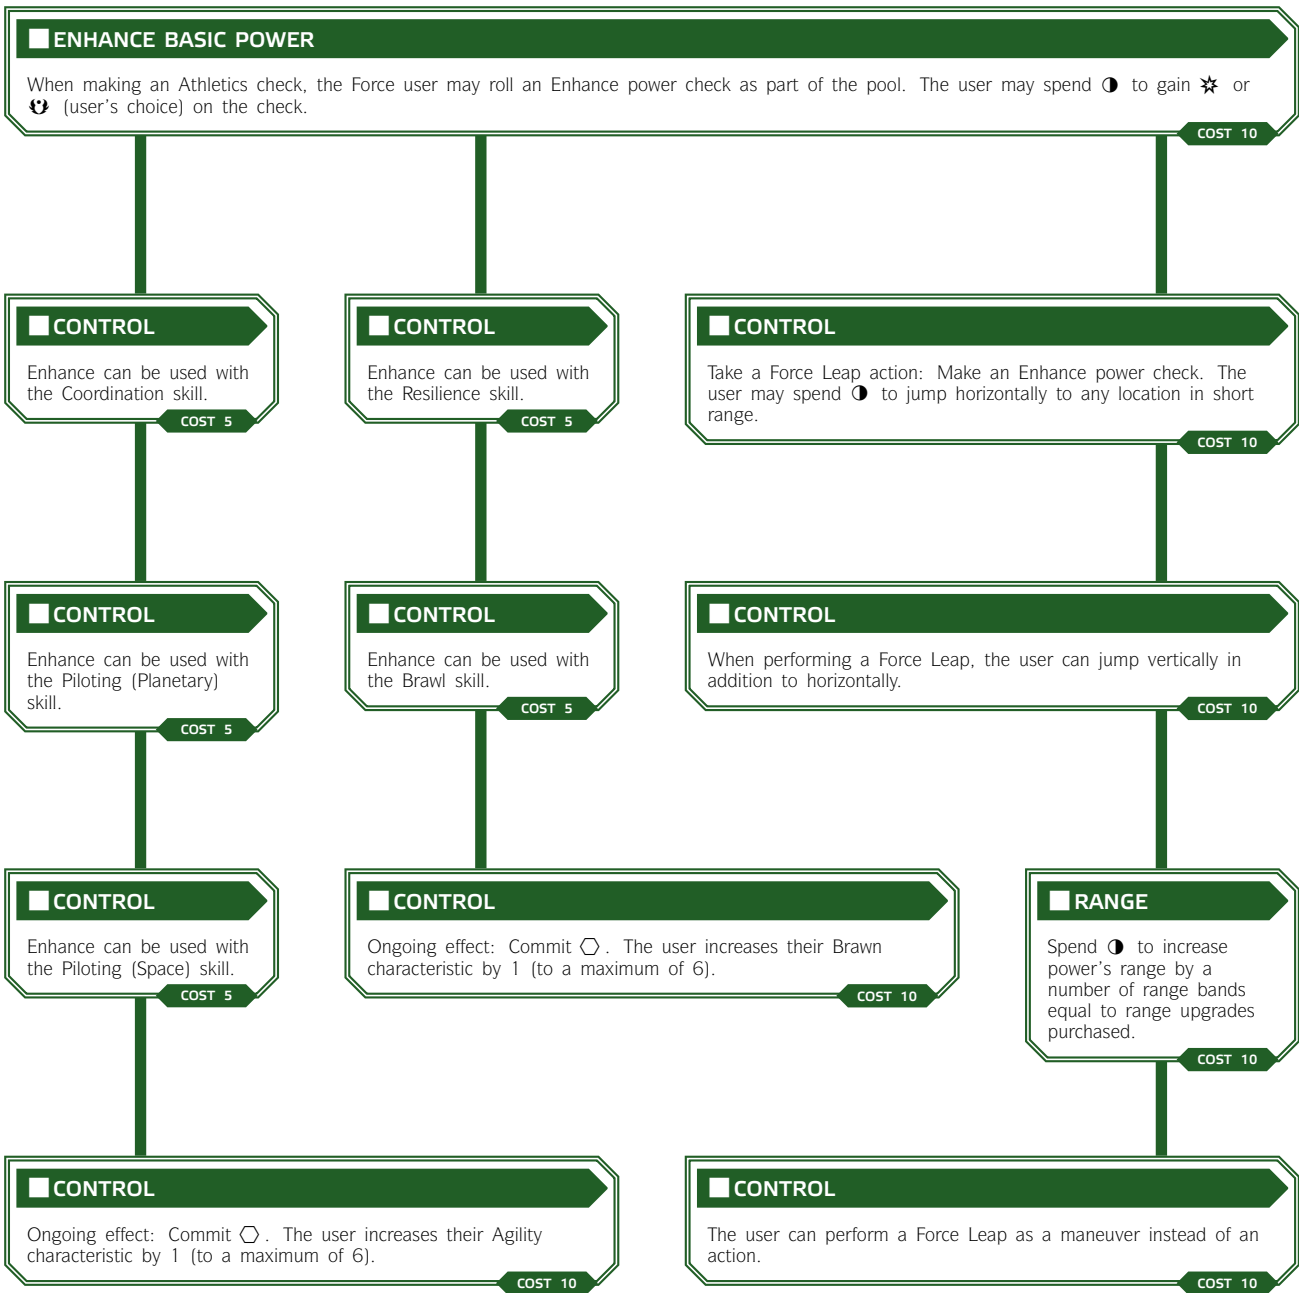 ENHANCE BASIC POWER
When making an Athletics check, the Force user may roll an Enhance power check as part of the pool. The user may spend ◑ to gain or
(user's choice) on the check.
COST 10
CONTROL
Enhance can be used with
the Coordination skill.
COST 5
CONTROL
Enhance can be used with
the Resilience skill.
COST 5
CONTROL
Take a Force Leap action: Make an Enhance power check. The
user may spend ◑ to jump horizontally to any location in short
range.
COST 10
CONTROL
Enhance can be used with
the Piloting (Planetary)
skill.
COST 5
CONTROL
Enhance can be used with
the Brawl skill.
COST 5
CONTROL
When performing a Force Leap, the user can jump vertically in
addition to horizontally.
COST 10
CONTROL
Enhance can be used with
the Piloting (Space) skill.
COST 5
CONTROL
Ongoing effect: Commit ⬡ . The user increases their Brawn
characteristic by 1 (to a maximum of 6).
COST 10
RANGE
Spend ◑ to increase
power's range by a
number of range bands
equal to range upgrades
purchased.
COST 10
CONTROL
Ongoing effect: Commit ⬡ . The user increases their Agility
characteristic by 1 (to a maximum of 6).
COST 10
CONTROL
The user can perform a Force Leap as a maneuver instead of an
action.
COST 10